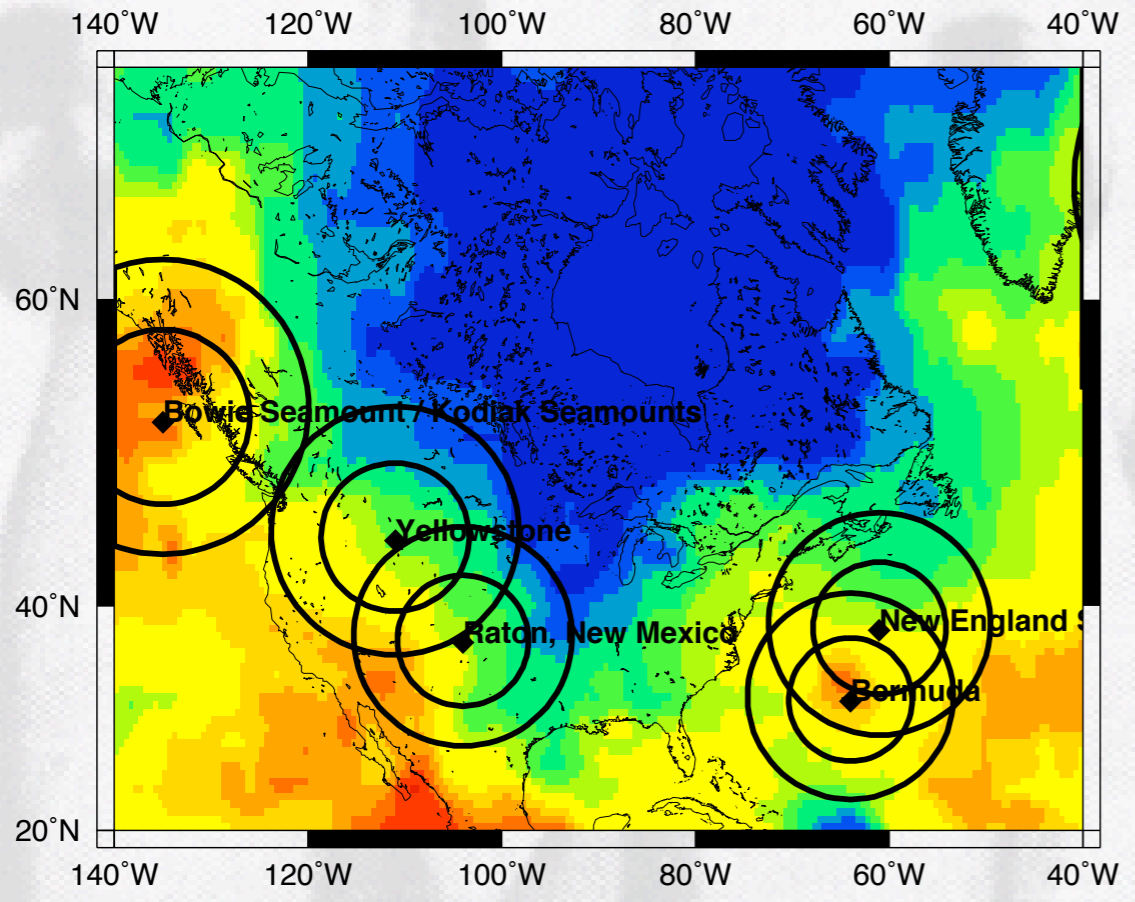 140˚W 120˚W 100˚W 80˚W 60˚W 40˚W
60˚N
Bowie Seamount / Kodiak Seamounts
Yellowstone
40˚N
New England S
Raton, New Mexico
Bermuda
20˚N
140˚W 120˚W 100˚W 80˚W 60˚W 40˚W